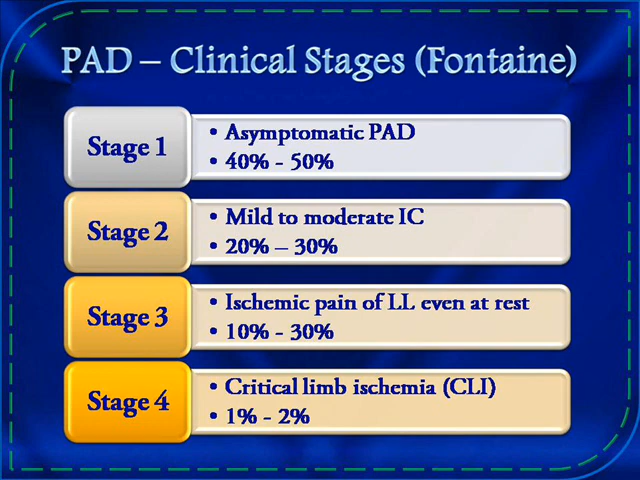 PAD – Clinical Stages (Fontaine)
Stage 1
• Asymptomatic PAD
• 40% - 50%
Stage 2
• Mild to moderate IC
• 20% – 30%
Stage 3
• Ischemic pain of LL even at rest
• 10% - 30%
Stage 4
• Critical limb ischemia (CLI)
• 1% - 2%